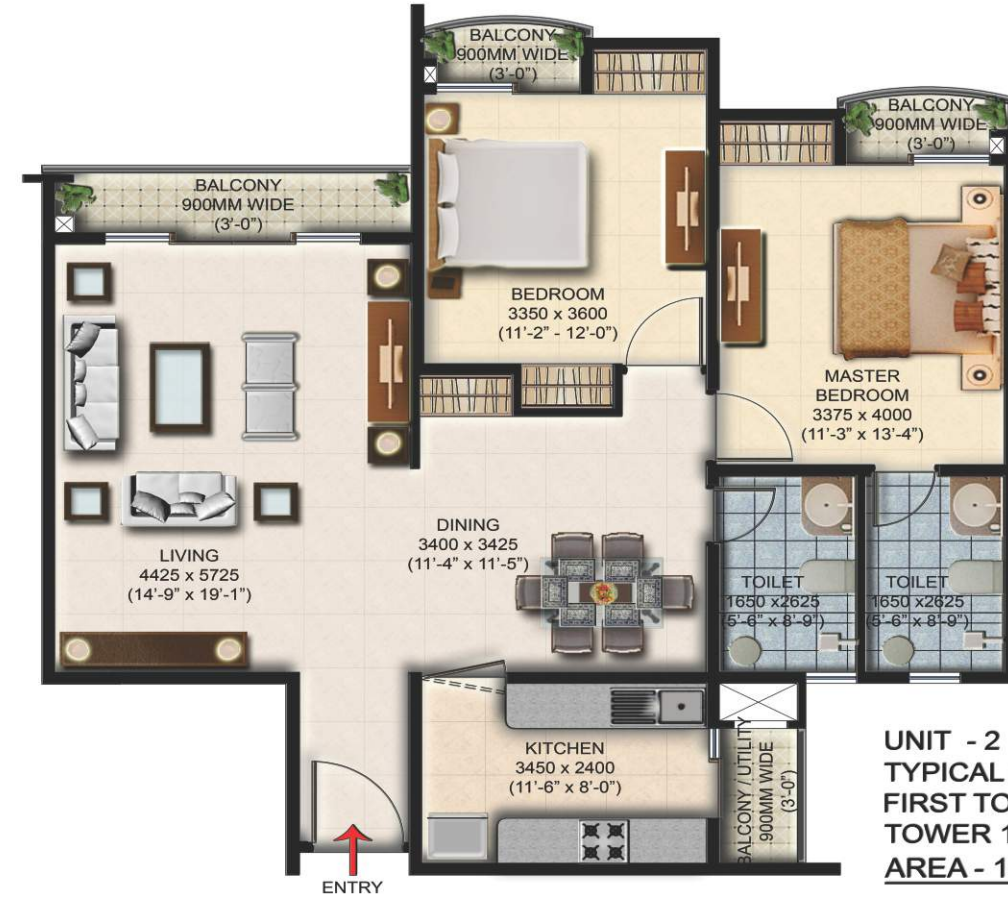 BALCONY
900MM WIDE
(3'-0")
BALCONY
900MM WIDE
(3'-0")
BALCONY
900MM WIDE
(3'-0")
BEDROOM
3350 x 3600
(11'-2" - 12'-0")
MASTER
BEDROOM
3375 x 4000
(11'-3" x 13'-4")
LIVING
4425 x 5725
(14'-9" x 19'-1")
DINING
3400 x 3425
(11'-4" x 11'-5")
TOILET
1650 x2625
(5'-6" x 8'-9")
TOILET
1650 x2625
(5'-6" x 8'-9")
KITCHEN
3450 x 2400
(11'-6" x 8'-0")
BALCONY / UTILITY
900MM WIDE
(3'-0")
ENTRY
UNIT - 2
TYPICAL
FIRST TO
TOWER 1
AREA - 1